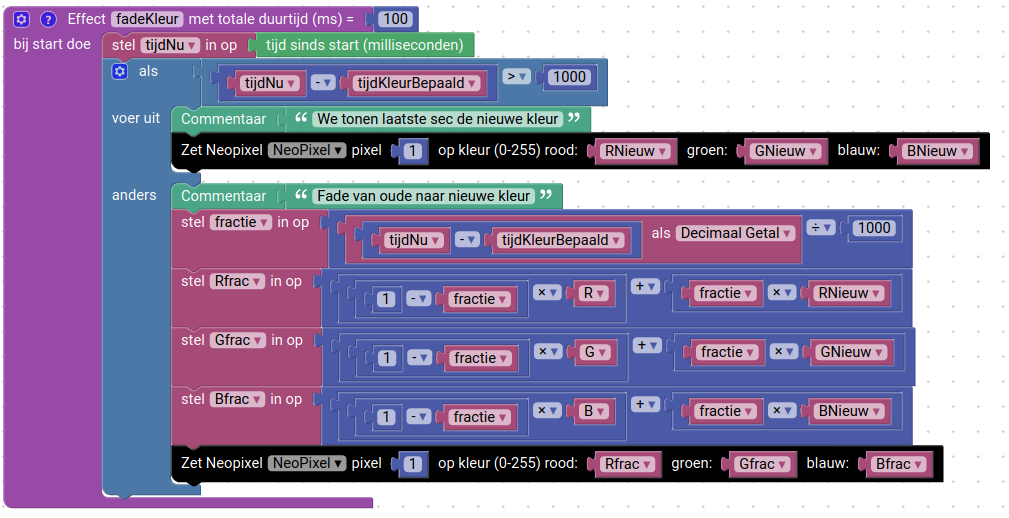 Effect fadeKleur met totale duurtijd (ms) = 100
bij start doe stel tijdNu ▾ in op tijd sinds start (milliseconden)
als tijdNu ▾ - ▾ tijdKleurBepaald ▾ > ▾ 1000
voer uit Commentaar “ We tonen laatste sec de nieuwe kleur ”
Zet Neopixel NeoPixel ▾ pixel 1 op kleur (0-255) rood: RNieuw ▾ groen: GNieuw ▾ blauw: BNieuw ▾
anders Commentaar “ Fade van oude naar nieuwe kleur ”
stel fractie ▾ in op tijdNu ▾ - ▾ tijdKleurBepaald ▾ als Decimaal Getal ▾ ÷ ▾ 1000
stel Rfrac ▾ in op 1 - ▾ fractie ▾ × ▾ R ▾ + ▾ fractie ▾ × ▾ RNieuw ▾
stel Gfrac ▾ in op 1 - ▾ fractie ▾ × ▾ G ▾ + ▾ fractie ▾ × ▾ GNieuw ▾
stel Bfrac ▾ in op 1 - ▾ fractie ▾ × ▾ B ▾ + ▾ fractie ▾ × ▾ BNieuw ▾
Zet Neopixel NeoPixel ▾ pixel 1 op kleur (0-255) rood: Rfrac ▾ groen: Gfrac ▾ blauw: Bfrac ▾